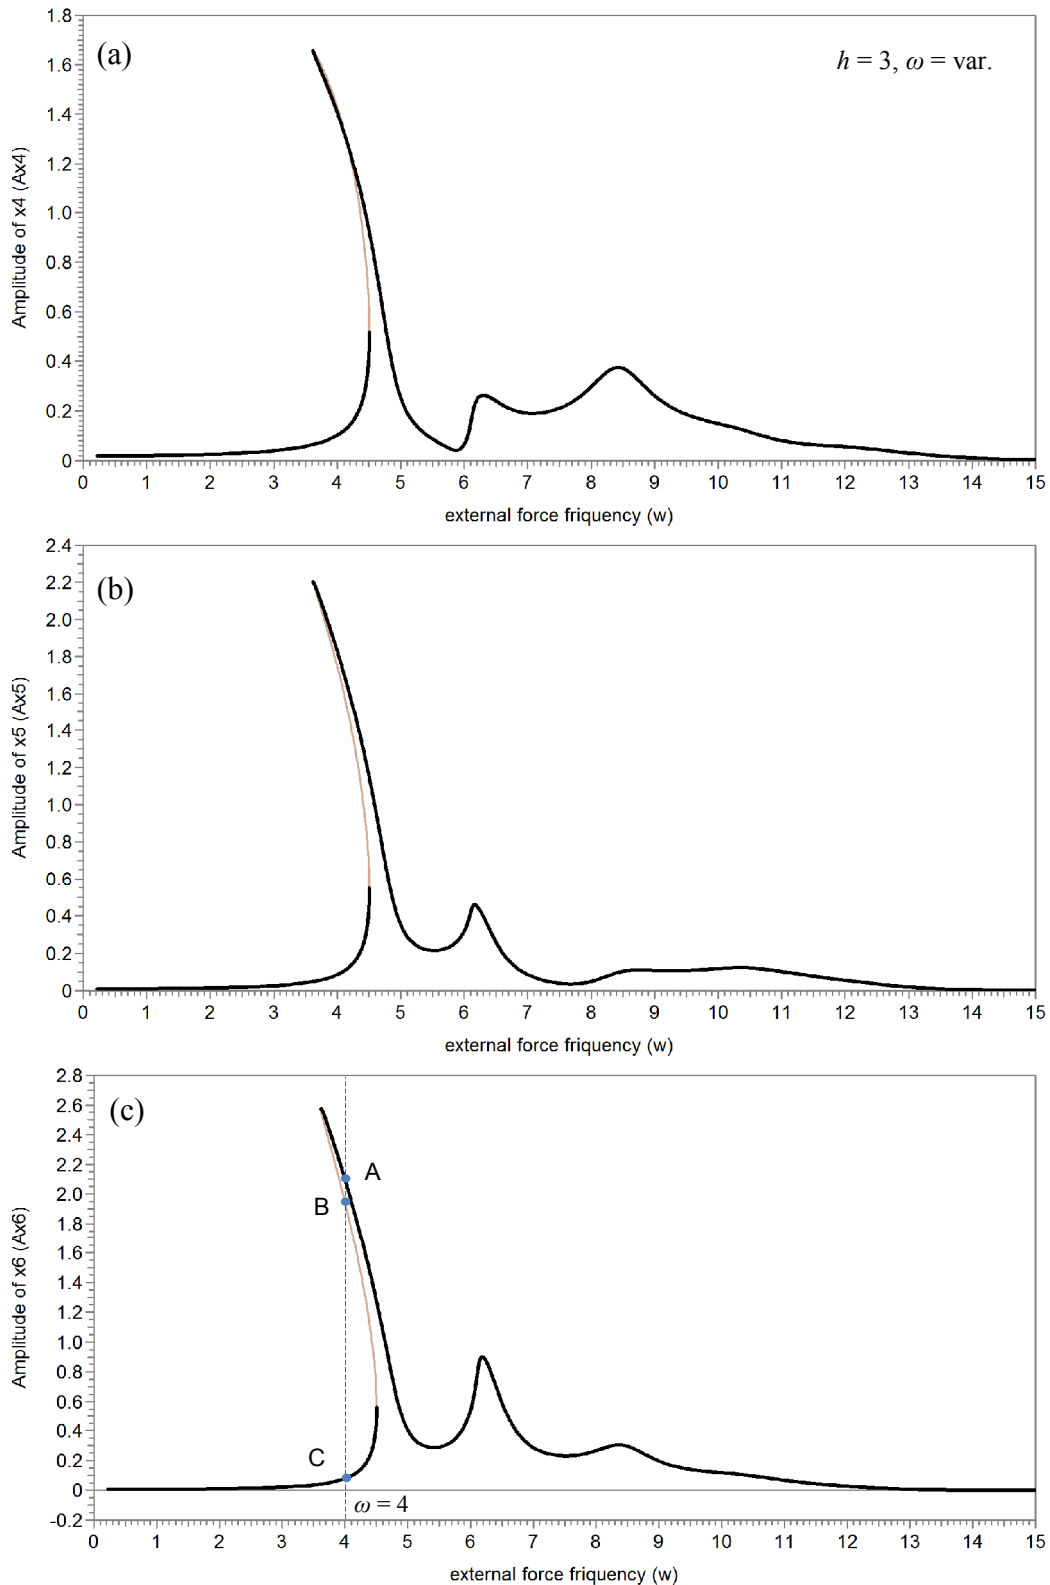 (a)
h = 3, ω = var.
Amplitude of x4 (Ax4)
1.8
1.6
1.4
1.2
1.0
0.8
0.6
0.4
0.2
0
0 1 2 3 4 5 6 7 8 9 10 11 12 13 14 15
external force friquency (w)
(b)
Amplitude of x5 (Ax5)
2.4
2.2
2.0
1.8
1.6
1.4
1.2
1.0
0.8
0.6
0.4
0.2
0
0 1 2 3 4 5 6 7 8 9 10 11 12 13 14 15
external force friquency (w)
(c)
Amplitude of x6 (Ax6)
2.8
2.6
2.4
2.2
2.0
1.8
1.6
1.4
1.2
1.0
0.8
0.6
0.4
0.2
0
-0.2
A
B
C
ω = 4
0 1 2 3 4 5 6 7 8 9 10 11 12 13 14 15
external force friquency (w)